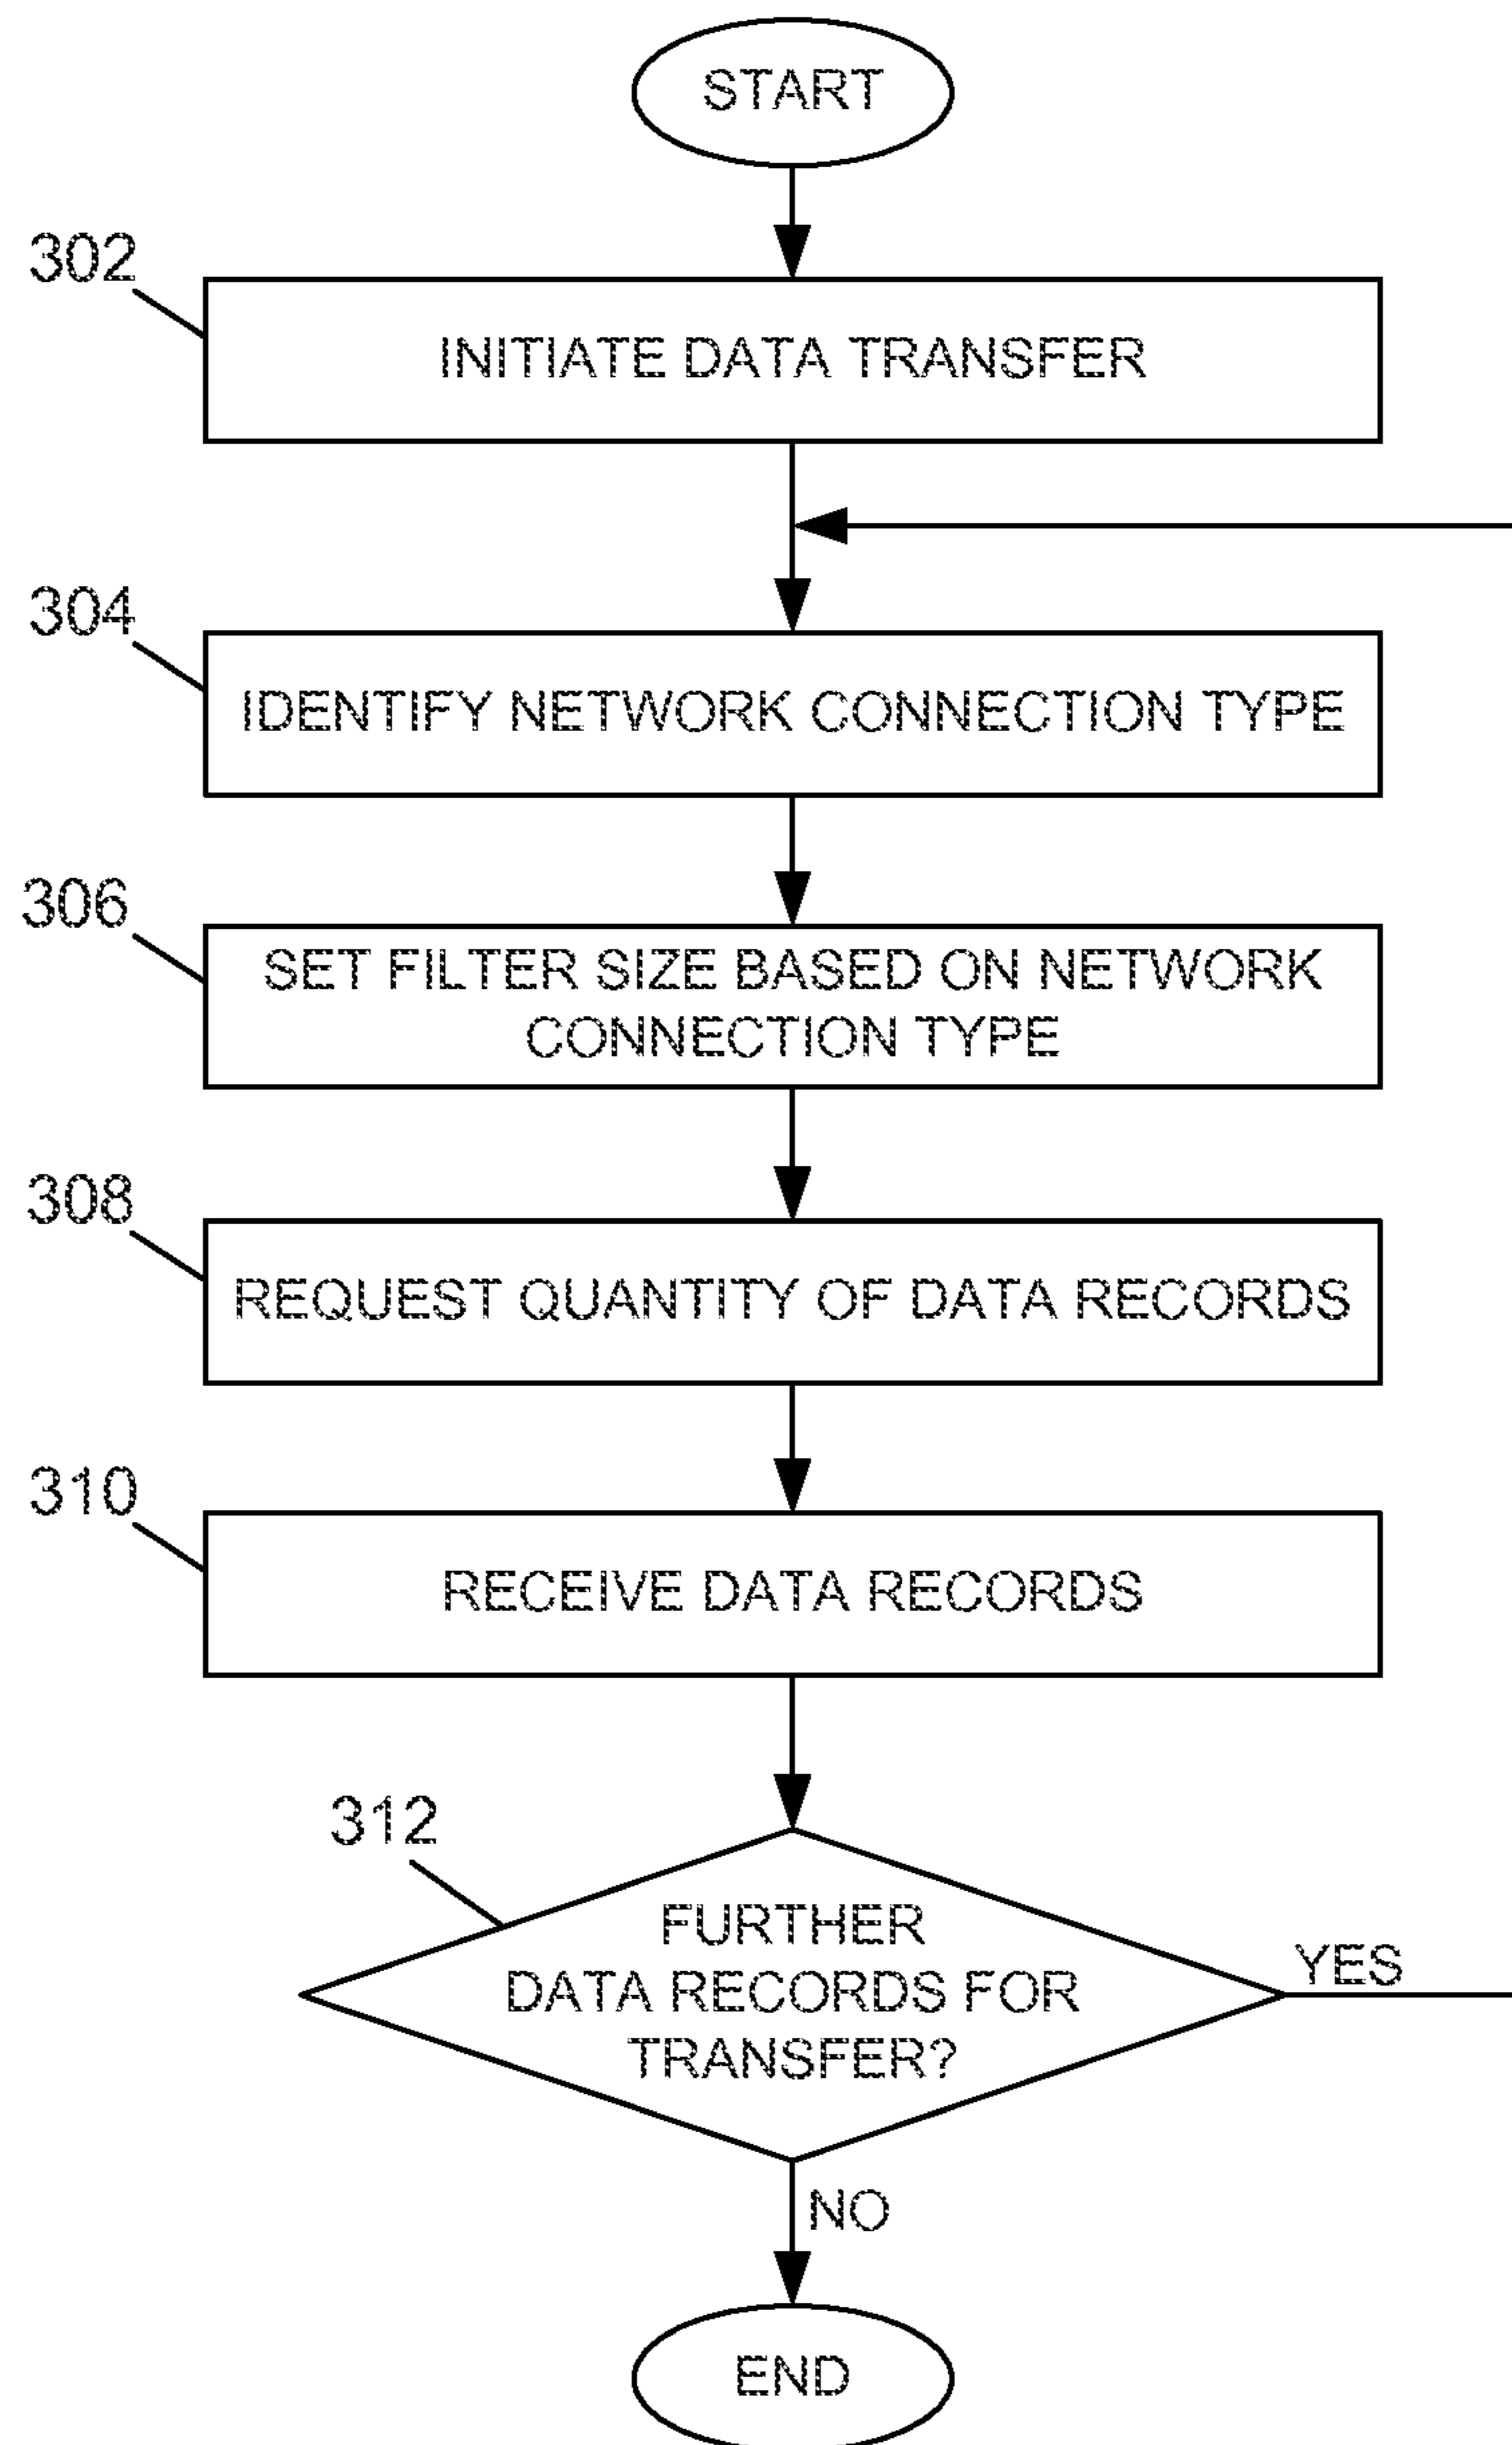 START
302
INITIATE DATA TRANSFER
304
IDENTIFY NETWORK CONNECTION TYPE
306
SET FILTER SIZE BASED ON NETWORK
CONNECTION TYPE
308
REQUEST QUANTITY OF DATA RECORDS
310
RECEIVE DATA RECORDS
312
FURTHER
DATA RECORDS FOR
TRANSFER?
YES
NO
END